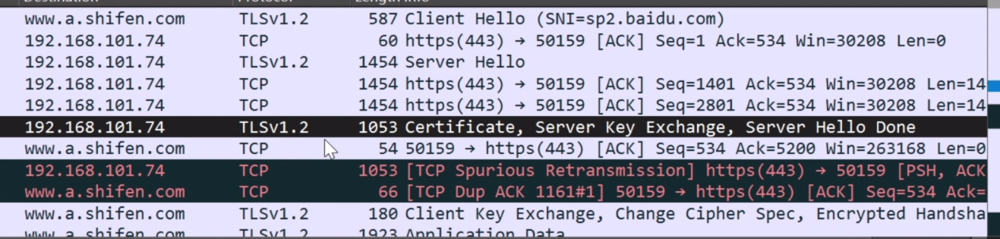 Destination Protocol Length Info
www.a.shifen.com TLSv1.2 587 Client Hello (SNI=sp2.baidu.com)
192.168.101.74 TCP 60 https(443) → 50159 [ACK] Seq=1 Ack=534 Win=30208 Len=0
192.168.101.74 TLSv1.2 1454 Server Hello
192.168.101.74 TCP 1454 https(443) → 50159 [ACK] Seq=1401 Ack=534 Win=30208 Len=14
192.168.101.74 TCP 1454 https(443) → 50159 [ACK] Seq=2801 Ack=534 Win=30208 Len=14
192.168.101.74 TLSv1.2 1053 Certificate, Server Key Exchange, Server Hello Done
www.a.shifen.com TCP 54 50159 → https(443) [ACK] Seq=534 Ack=5200 Win=263168 Len=0
192.168.101.74 TCP 1053 [TCP Spurious Retransmission] https(443) → 50159 [PSH, ACK
www.a.shifen.com TCP 66 [TCP Dup ACK 1161#1] 50159 → https(443) [ACK] Seq=534 Ack=
www.a.shifen.com TLSv1.2 180 Client Key Exchange, Change Cipher Spec, Encrypted Handsha
www.a.shifen.com TLSv1.2 1923 Application Data